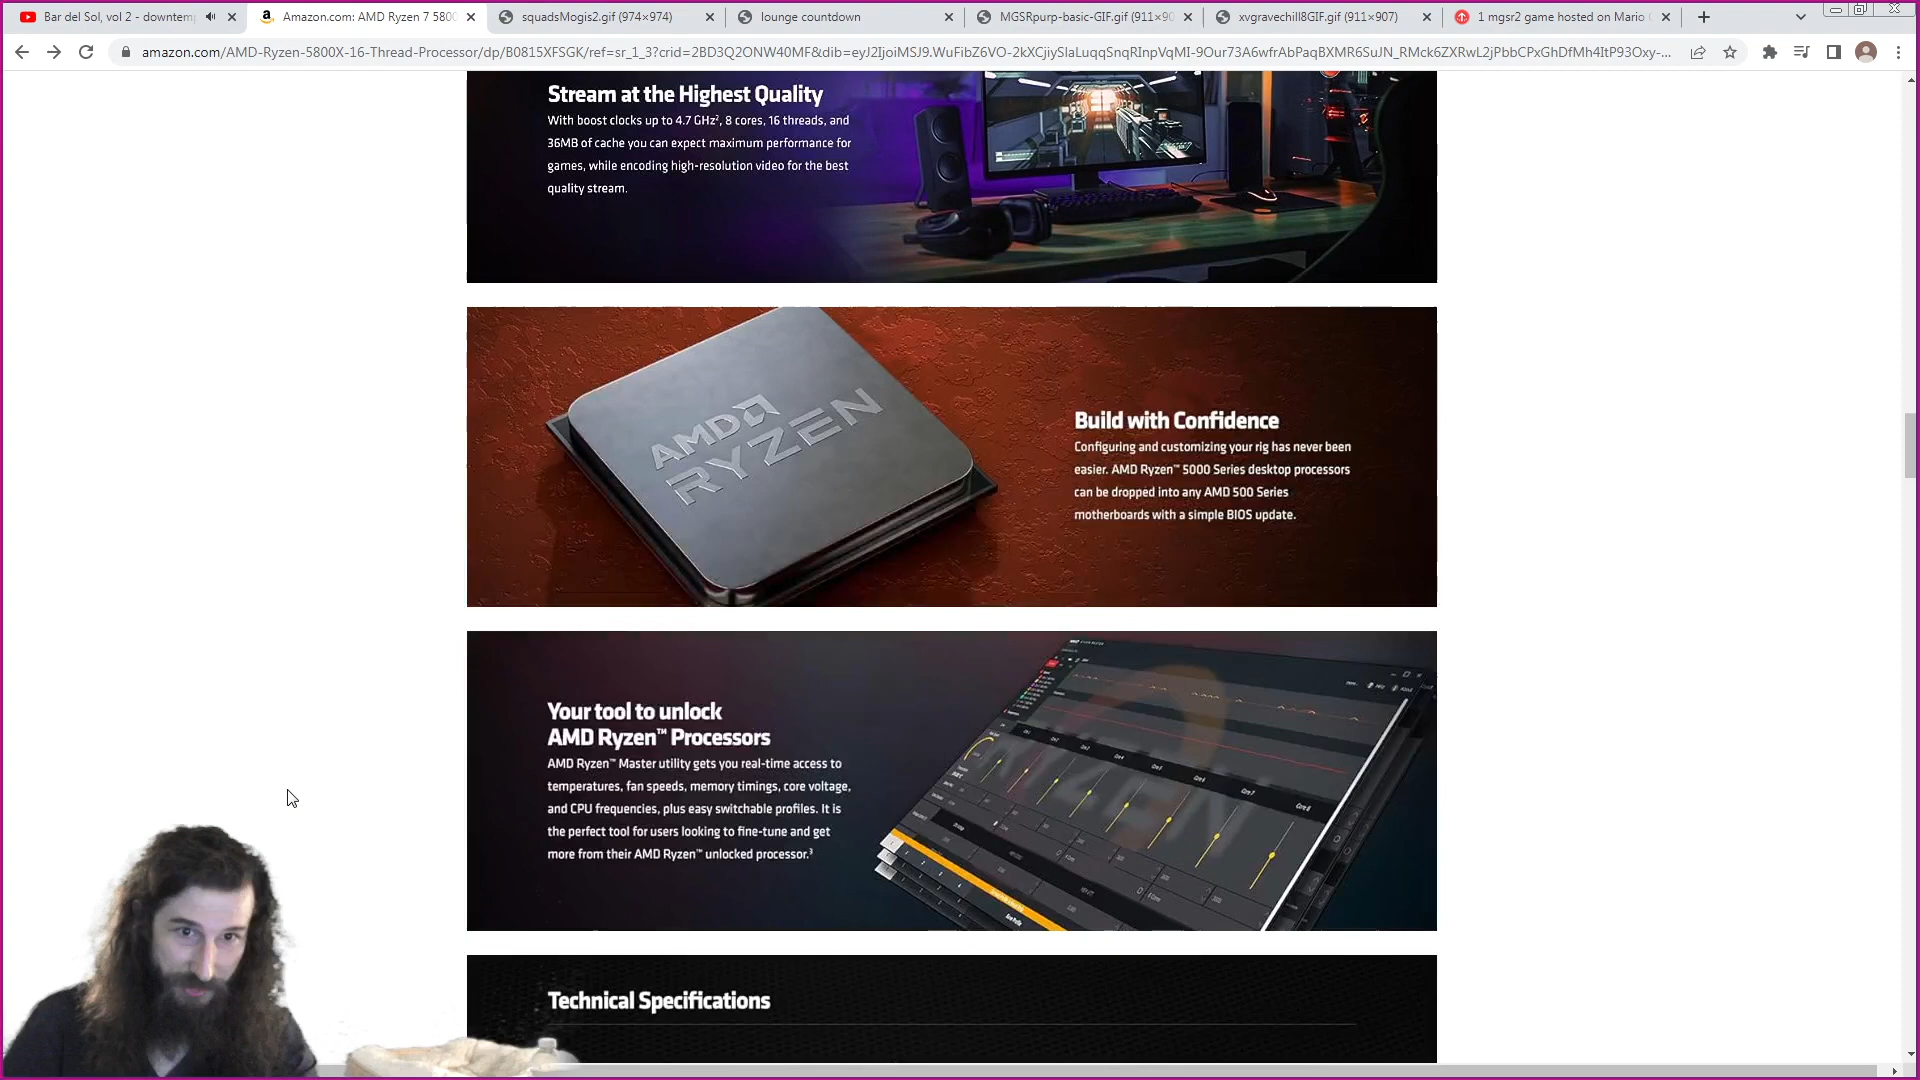 Bar del Sol, vol 2 - downtemp
Amazon.com: AMD Ryzen 7 580
squadsMogis2.gif (974×974)
lounge countdown
MGSRpurp-basic-GIF.gif (911×90
xvgravechill8GIF.gif (911×907)
1 mgsr2 game hosted on Mario
amazon.com/AMD-Ryzen-5800X-16-Thread-Processor/dp/B0815XFSGK/ref=sr_1_3?crid=2BD3Q2ONW40MF&dib=
Stream at the Highest Quality
With boost clocks up to 4.7 GHz², 8 cores, 16 threads, and
36MB of cache you can expect maximum performance for
games, while encoding high-resolution video for the best
quality stream.
AMD
RYZEN
Build with Confidence
Configuring and customizing your rig has never been
easier. AMD Ryzen™ 5000 Series desktop processors
can be dropped into any AMD 500 Series
motherboards with a simple BIOS update.
Your tool to unlock
AMD Ryzen™ Processors
AMD Ryzen™ Master utility gets you real-time access to
temperatures, fan speeds, memory timings, core voltage,
and CPU frequencies, plus easy switchable profiles. It is
the perfect tool for users looking to fine-tune and get
more from their AMD Ryzen™ unlocked processor.³
Technical Specifications